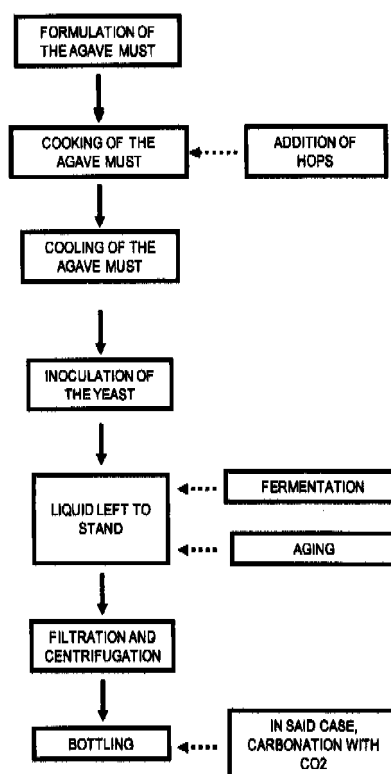 FORMULATION OF
THE AGAVE MUST
COOKING OF THE
AGAVE MUST
ADDITION OF
HOPS
COOLING OF THE
AGAVE MUST
INOCULATION OF
THE YEAST
LIQUID LEFT TO
STAND
FERMENTATION
AGING
FILTRATION AND
CENTRIFUGATION
BOTTLING
IN SAID CASE,
CARBONATION WITH
CO2